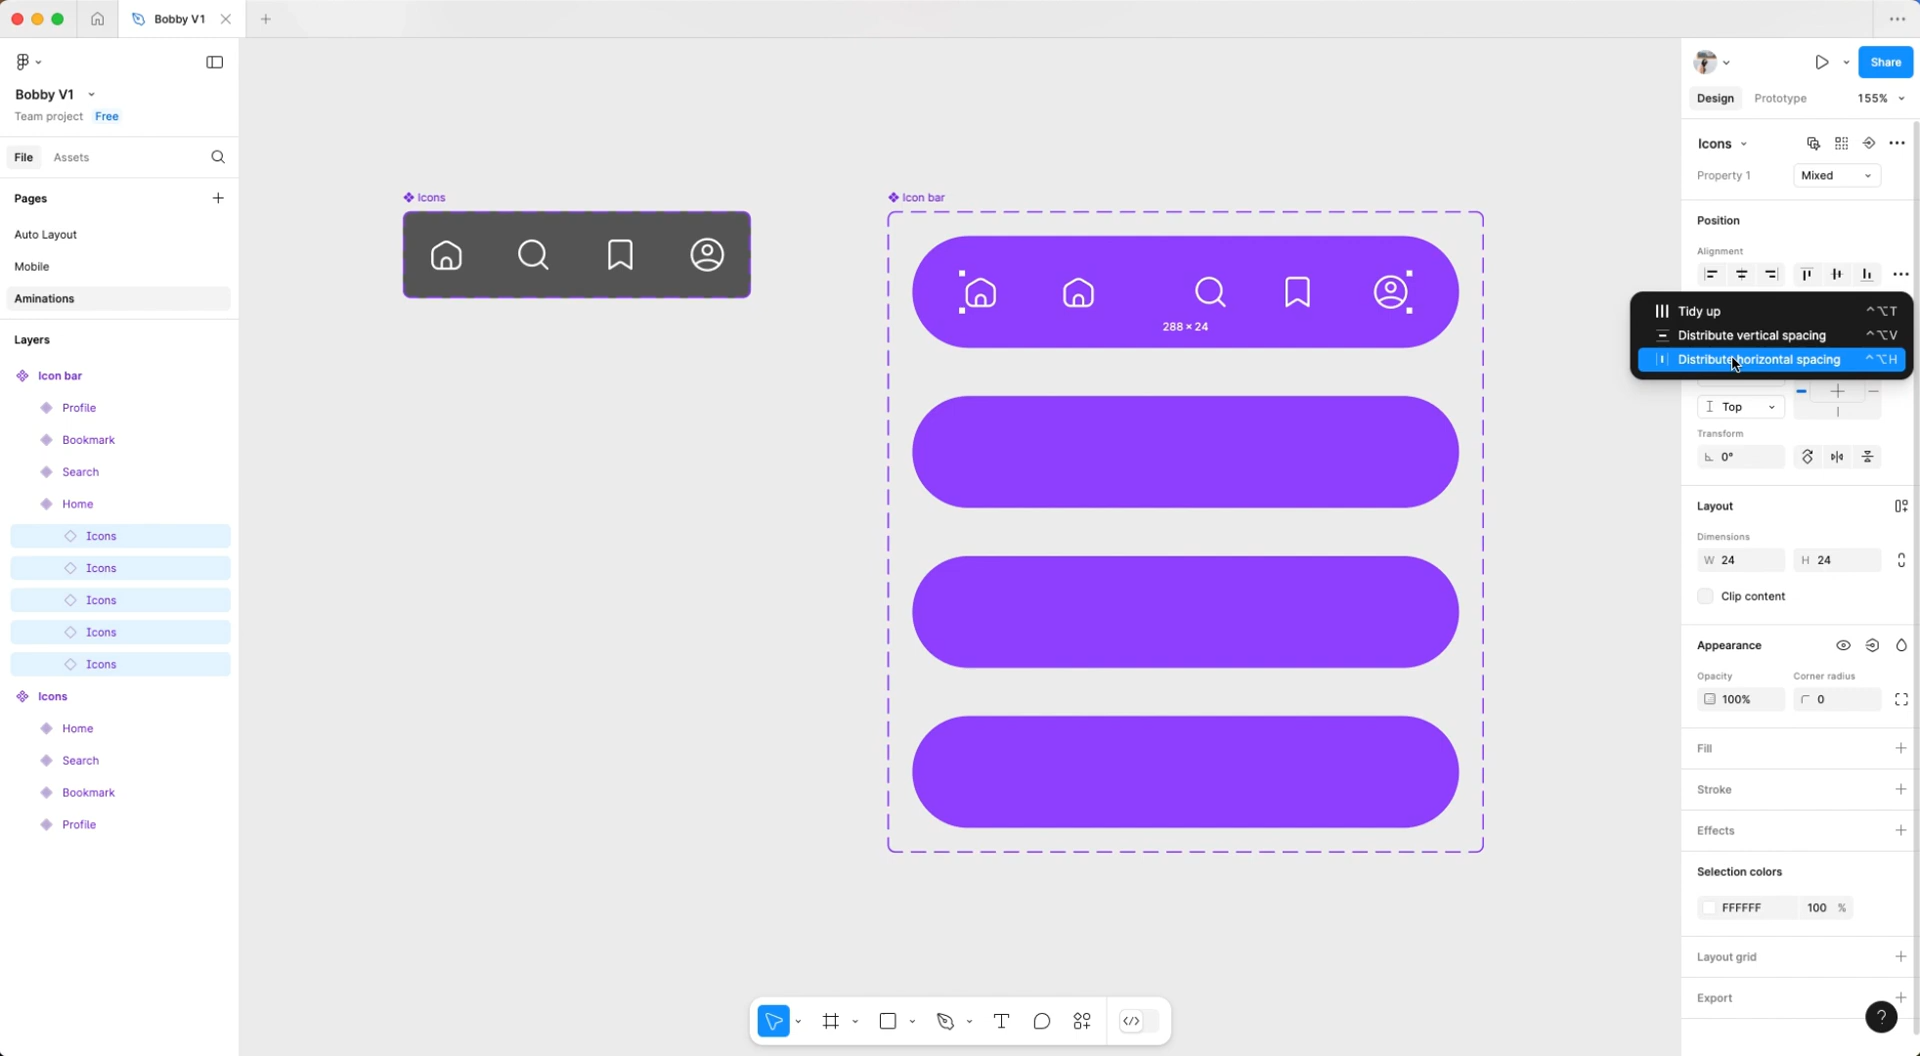 Bobby V1
Bobby V1
Team project Free
File Assets
Pages
Auto Layout
Mobile
Aminations
Layers
Icon bar
Profile
Bookmark
Search
Home
Icons
Icons
Icons
Icons
Icons
Icons
Home
Search
Bookmark
Profile
Icons
Icon bar
288 × 24
Share
Design Prototype 155%
Icons
Property 1 Mixed
Position
Alignment
Tidy up ^⌥T
Distribute vertical spacing ^⌥V
Distribute horizontal spacing ^⌥H
Top
Transform
0°
Layout
Dimensions
W 24 H 24
Clip content
Appearance
Opacity Corner radius
100% 0
Fill
Stroke
Effects
Selection colors
FFFFFF 100 %
Layout grid
Export
?